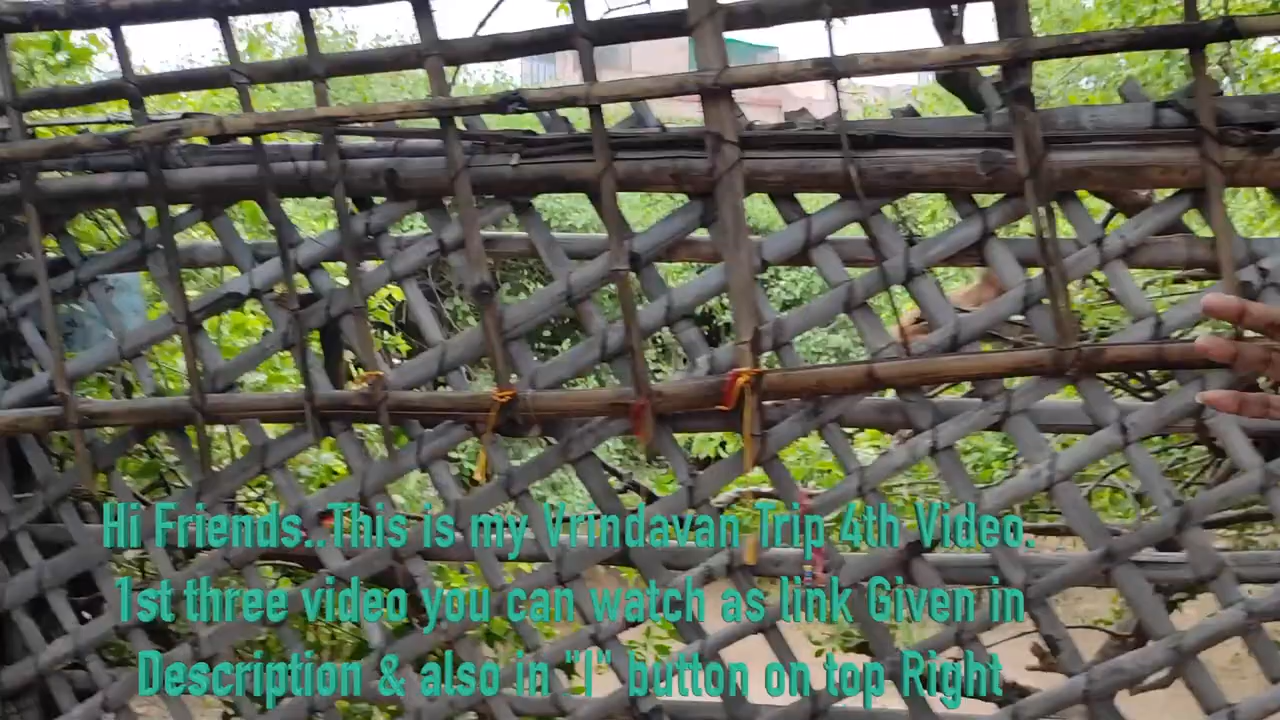 Hi Friends..This is my Vrindavan Trip 4th Video.
1st three video you can watch as link Given in
Description & also in "I" button on top Right